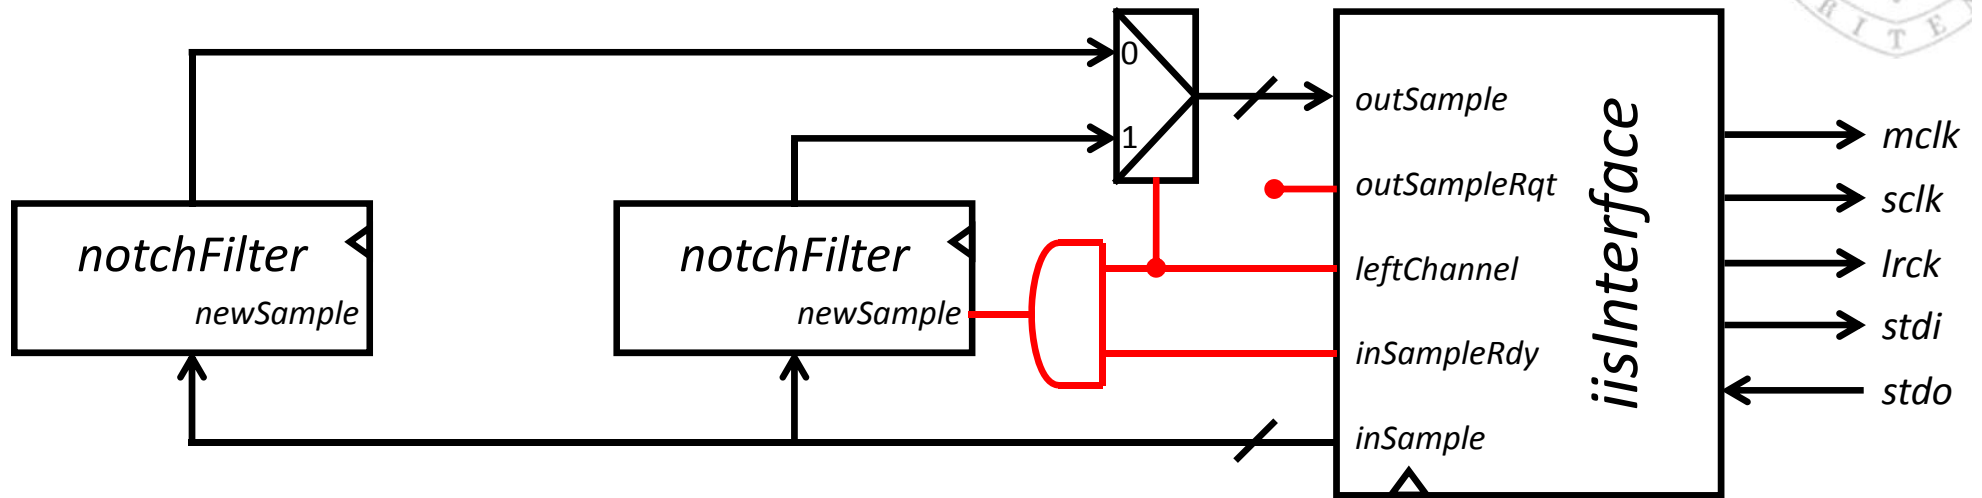 0
1
notchFilter
newSample
notchFilter
newSample
outSample
outSampleRqt
leftChannel
inSampleRdy
inSample
iisInterface
mclk
sclk
lrck
stdi
stdo
R I T E